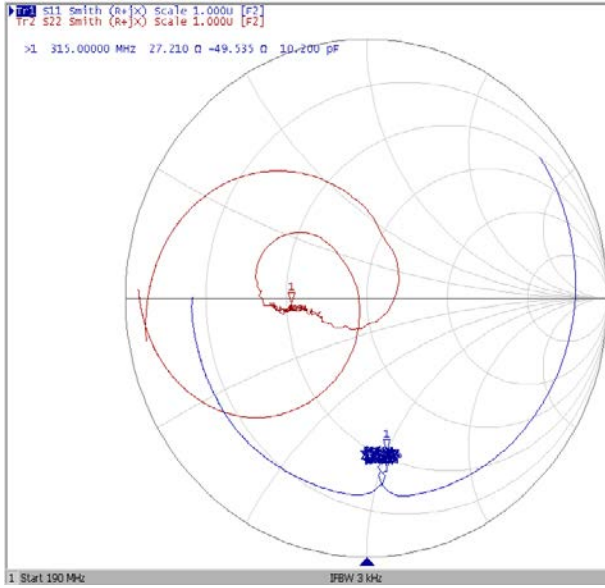 Tr1 S11 Smith (R+jX) Scale 1.000U [F2]
Tr2 S22 Smith (R+jX) Scale 1.000U [F2]
>1 315.00000 MHz 27.210 Ω -49.535 Ω 10.200 pF
1
1
1 Start 190 MHz IFBW 3 kHz